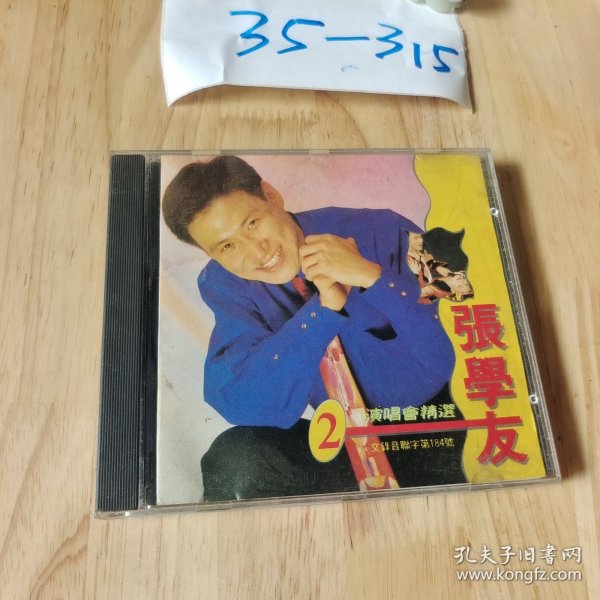 35-315
張學友
2
演唱會精選
文錄音聯字第184號
孔夫子旧书网
www.kongfz.com